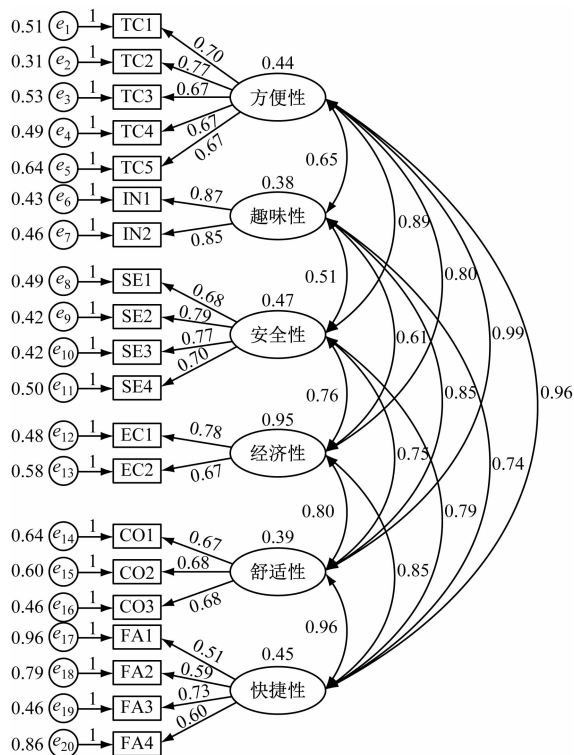 0.51 e1 1 TC1
0.70
0.31 e2 1 TC2
0.77
0.44
0.53 e3 1 TC3
0.67
方便性
0.49 e4 1 TC4
0.67
0.64 e5 1 TC5
0.67
0.65
0.43 e6 1 IN1
0.87
0.38
0.46 e7 1 IN2
0.85
趣味性
0.89
0.80
0.49 e8 1 SE1
0.68
0.51
0.42 e9 1 SE2
0.79
0.47
0.42 e10 1 SE3
0.77
安全性
0.61
0.99
0.50 e11 1 SE4
0.70
0.76
0.85
0.96
0.48 e12 1 EC1
0.78
0.95
0.58 e13 1 EC2
0.67
经济性
0.75
0.74
0.80
0.79
0.64 e14 1 CO1
0.67
0.39
0.60 e15 1 CO2
0.68
舒适性
0.85
0.46 e16 1 CO3
0.68
0.96
0.96 e17 1 FA1
0.51
0.45
0.79 e18 1 FA2
0.59
快捷性
0.46 e19 1 FA3
0.73
0.86 e20 1 FA4
0.60